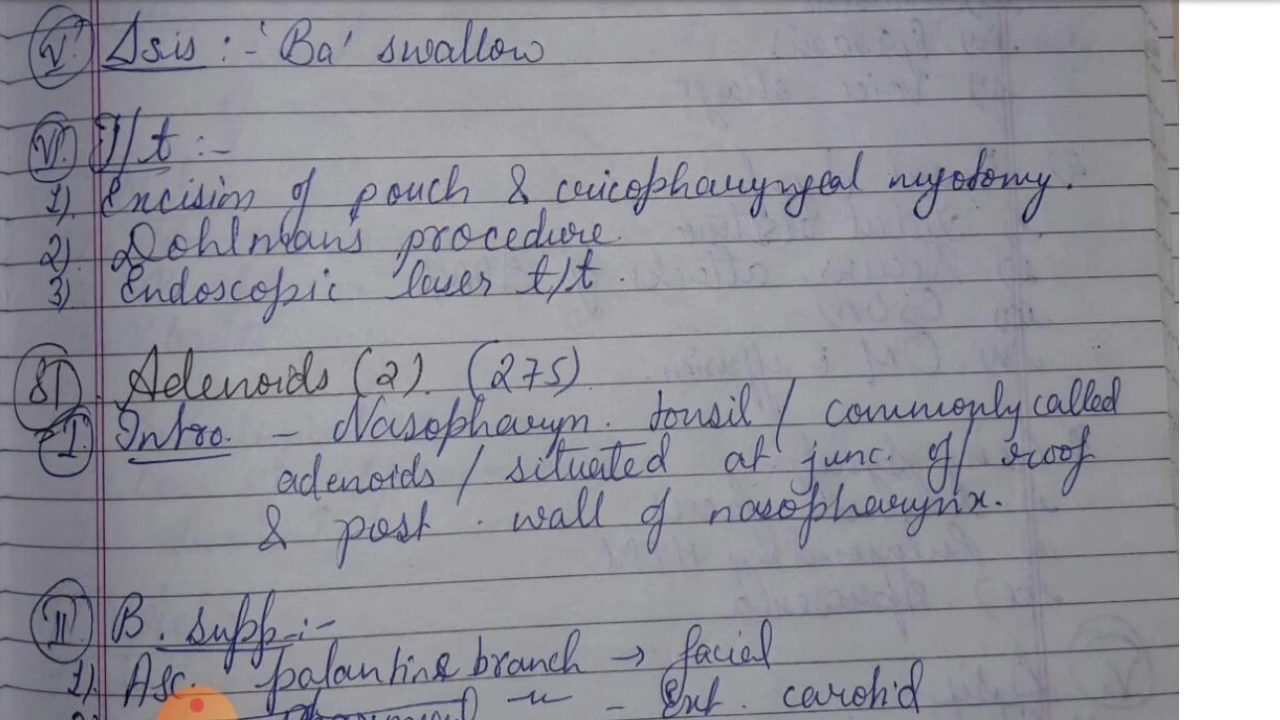 V. Δsis :- 'Ba' swallow
VI. T/t :-
1). Excision of pouch & cricopharyngeal myotomy.
2). Dohlman's procedure.
3) Endoscopic laser t/t.
81). Adenoids (2). (275)
I. Intro. - Nasopharyn. tonsil / commonly called
adenoids / situated at junc. of roof
& post. wall of nasopharynx.
II B. supp. :-
1). Asc. palantine branch → facial
- Ext. carotid